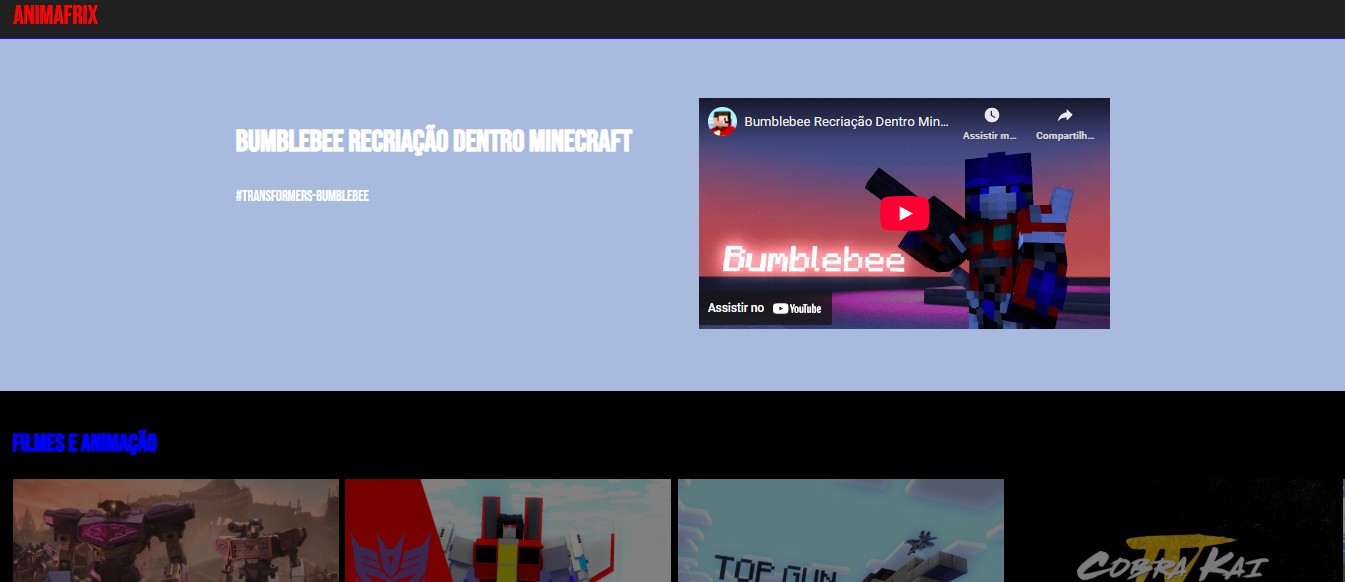 ANIMAFRIX
BUMBLEBEE RECRIAÇÃO DENTRO MINECRAFT
#TRANSFORMERS-BUMBLEBEE
Bumblebee Recriação Dentro Min...
Assistir m...
Compartilh...
Bumblebee
Assistir no YouTube
FILMES E ANIMAÇÃO
TOP GUN
COBRA KAI